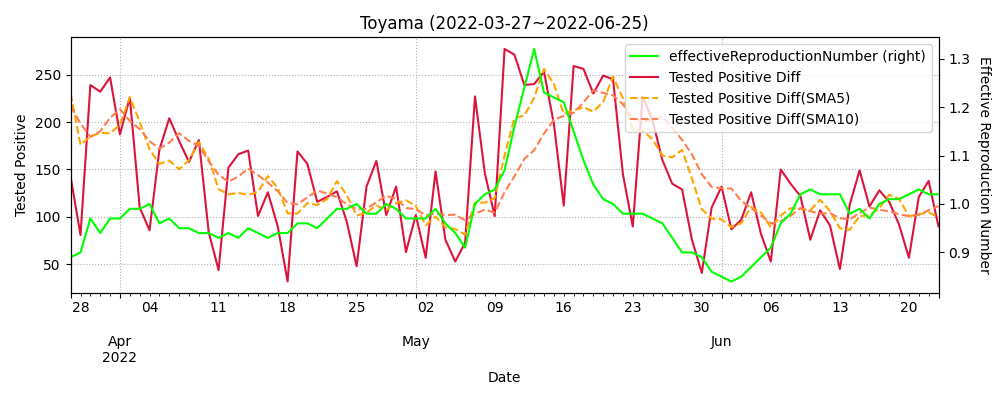 Toyama (2022-03-27~2022-06-25)
effectiveReproductionNumber (right)
Tested Positive Diff
Tested Positive Diff(SMA5)
Tested Positive Diff(SMA10)
Tested Positive
250
200
150
100
50
Effective Reproduction Number
1.3
1.2
1.1
1.0
0.9
28 04 11 18 25 02 09 16 23 30 06 13 20
Apr May Jun
2022
Date